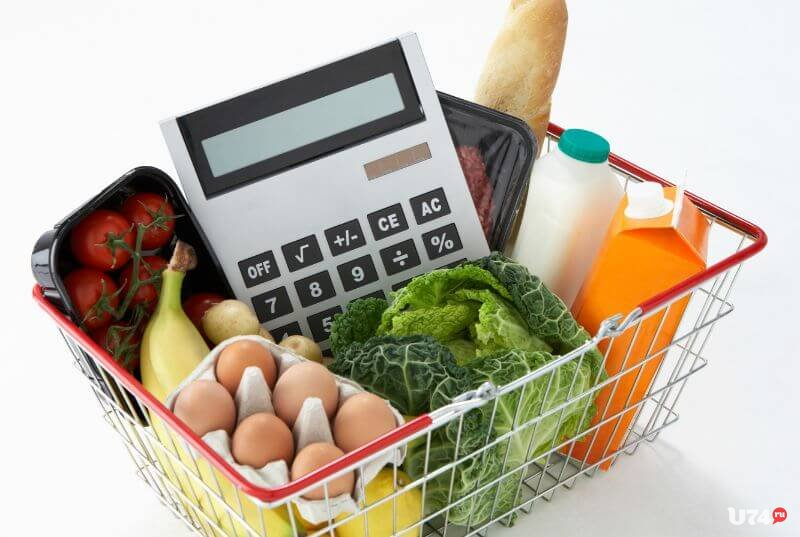 OFF √ +/- CE AC
7 8 9 ÷ %
5
U74.ru